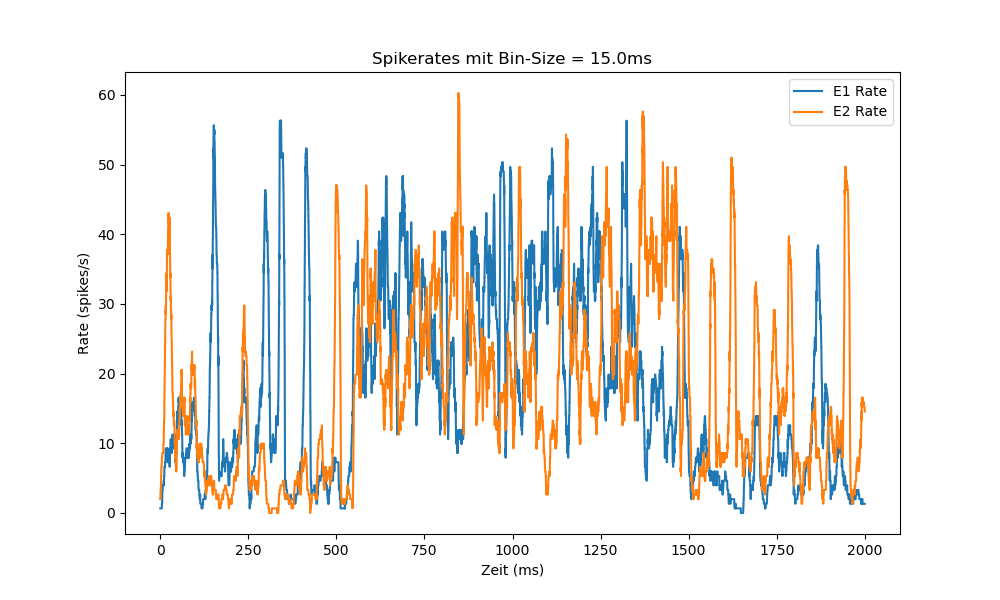 Spikerates mit Bin-Size = 15.0ms
E1 Rate
E2 Rate
60
50
40
30
20
10
0
Rate (spikes/s)
0 250 500 750 1000 1250 1500 1750 2000
Zeit (ms)